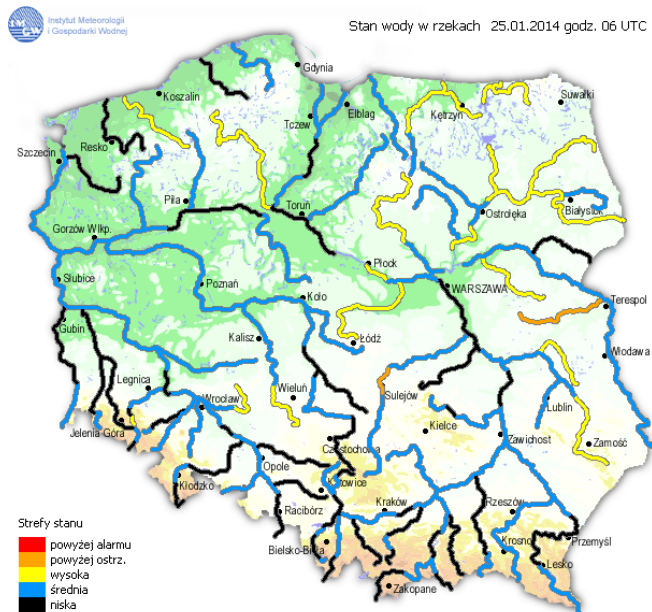 IM
GW
Instytut Meteorologii
i Gospodarki Wodnej
Stan wody w rzekach 25.01.2014 godz. 06 UTC
Gdynia
Koszalin
Suwałki
Elbląg
Kętrzyn
Tczew
Resko
Szczecin
Piła
Toruń
Ostrołęka
Białystok
Gorzów Wlkp.
Płock
Słubice
Poznań
WARSZAWA
Koło
Terespol
Gubin
Kalisz
Łódź
Włodawa
Legnica
Wrocław
Wieluń
Sulejów
Lublin
Jelenia Góra
Kielce
Zawichost
Zamość
Częstochowa
Opole
Kłodzko
Katowice
Racibórz
Kraków
Rzeszów
Bielsko-Biała
Krosno
Przemyśl
Lesko
Zakopane
Strefy stanu
powyżej alarmu
powyżej ostrz.
wysoka
średnia
niska